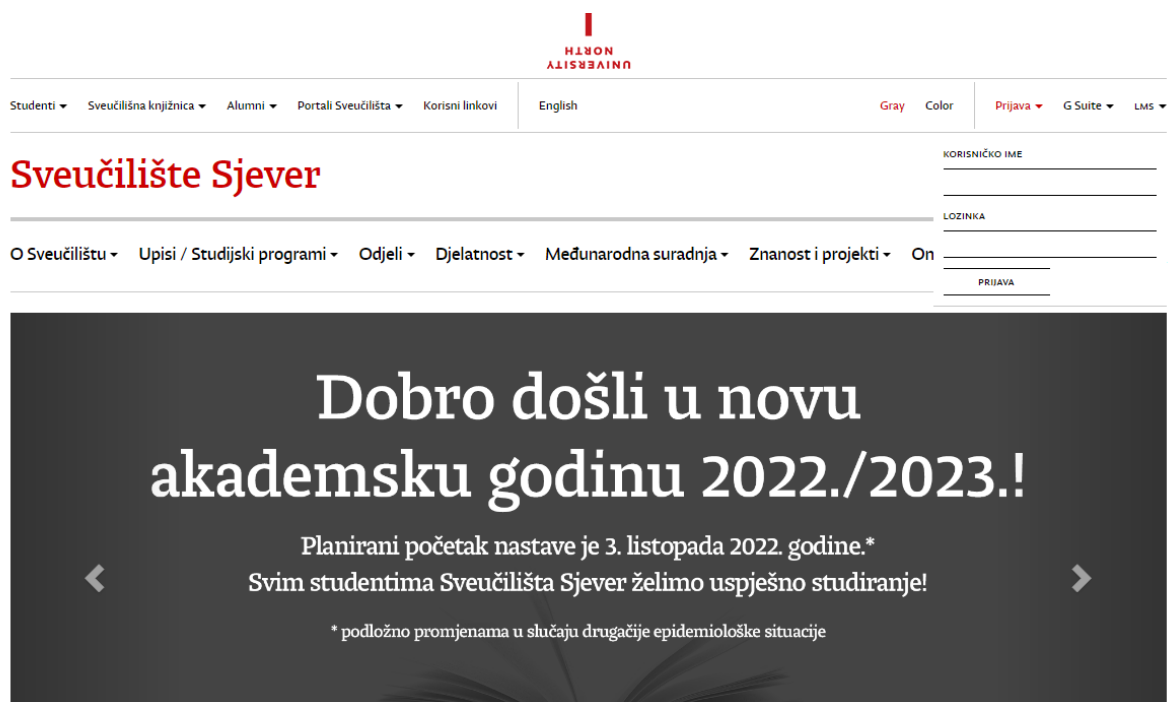 UNIVERSITY
NORTH
Studenti Sveučilišna knjižnica Alumni Portali Sveučilišta Korisni linkovi English Gray Color Prijava G Suite LMS
Sveučilište Sjever
KORISNIČKO IME
LOZINKA
O Sveučilištu Upisi / Studijski programi Odjeli Djelatnost Međunarodna suradnja Znanost i projekti On
PRIJAVA
Dobro došli u novu
akademsku godinu 2022./2023.!
Planirani početak nastave je 3. listopada 2022. godine.*
Svim studentima Sveučilišta Sjever želimo uspješno studiranje!
* podložno promjenama u slučaju drugačije epidemiološke situacije